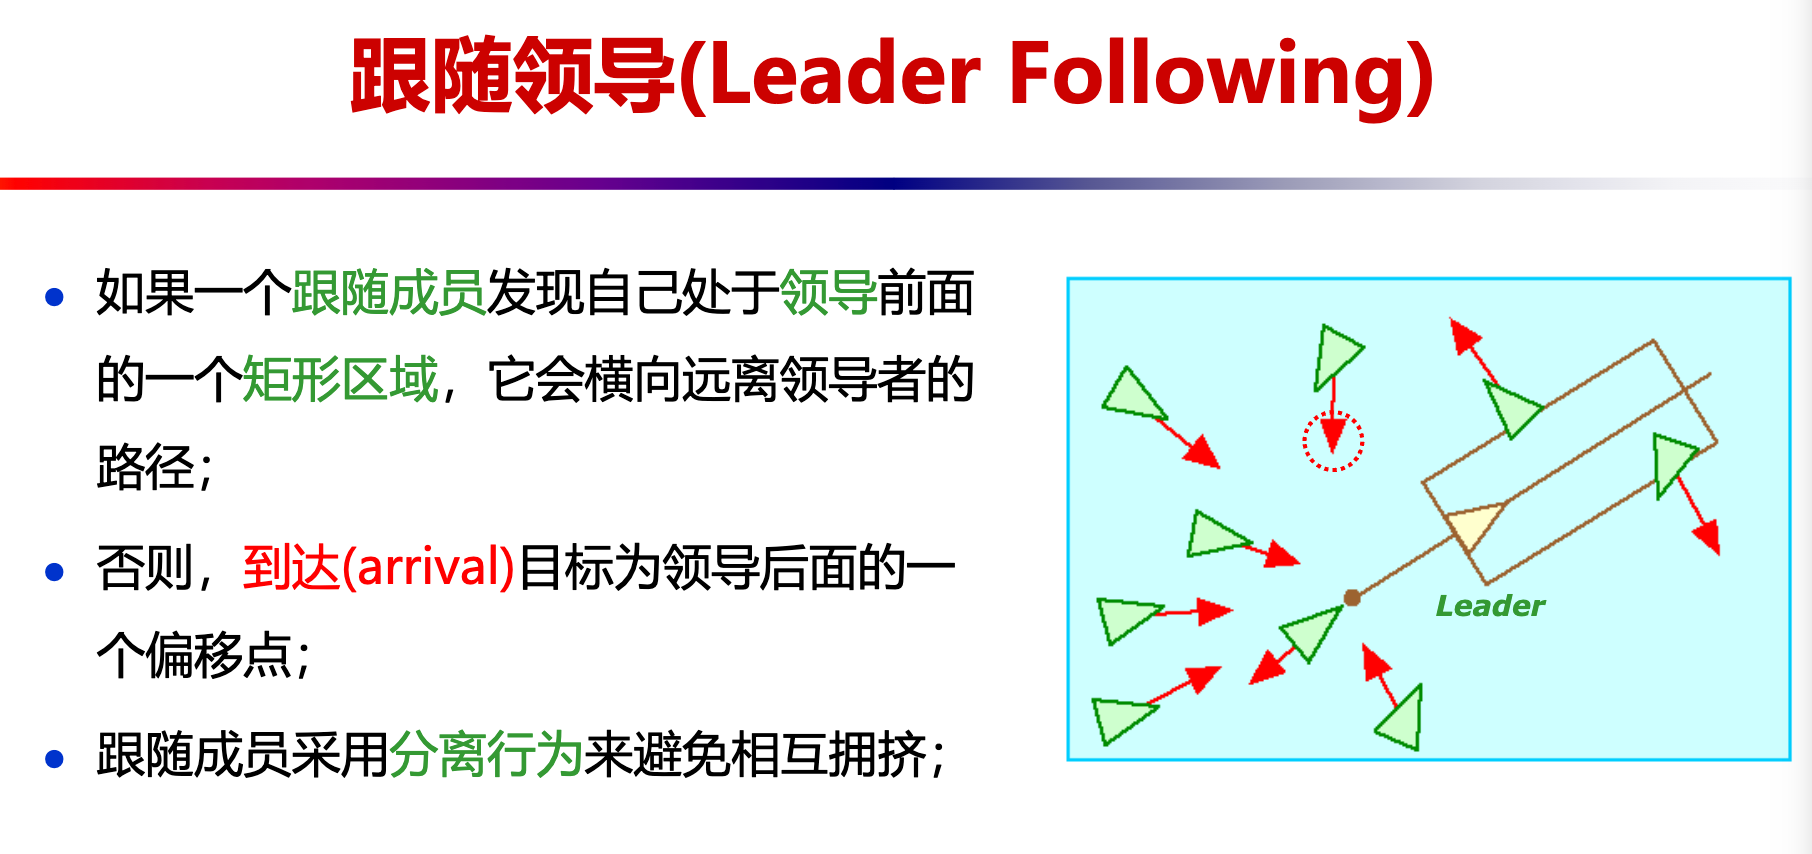 跟随领导(Leader Following)
如果一个跟随成员发现自己处于领导前面
的一个矩形区域，它会横向远离领导者的
路径；
否则，到达(arrival)目标为领导后面的一
个偏移点；
跟随成员采用分离行为来避免相互拥挤；
Leader